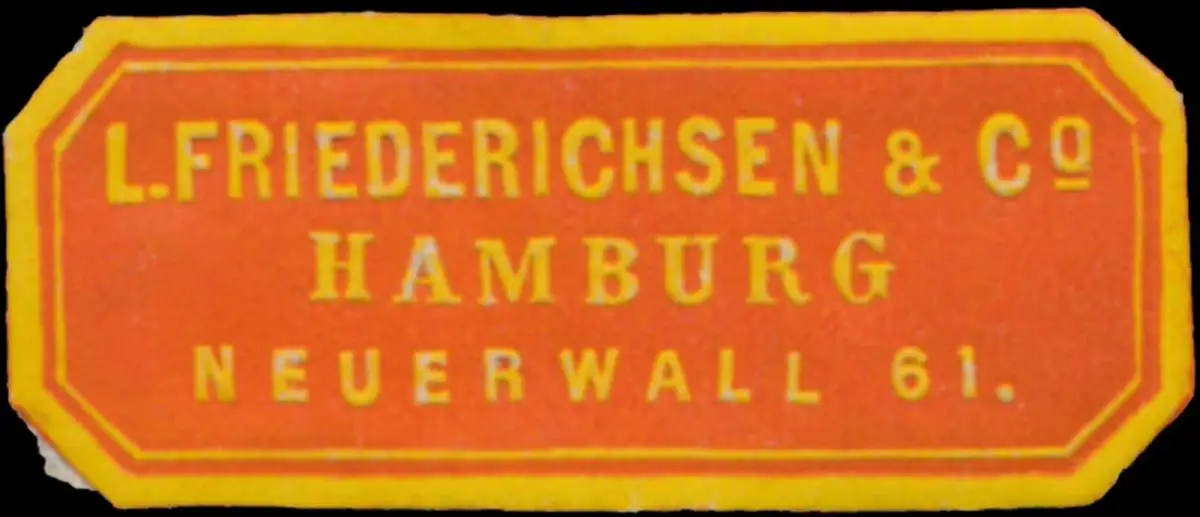 L. FRIEDERICHSEN & Cº
HAMBURG
NEUERWALL 61.